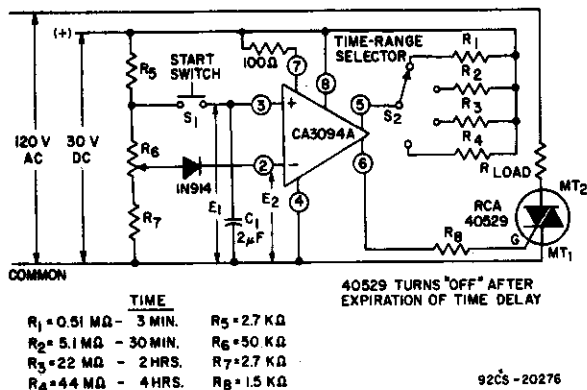 (+)
100Ω
7
8
TIME-RANGE
SELECTOR
R1
R2
R3
R4
START
SWITCH
S1
R5
3
+
CA3094A
5
S2
6
120 V
AC
30 V
DC
R6
1N914
2
−
4
R LOAD
MT2
RCA
40529
G
MT1
R7
E1
C1
2μF
E2
R8
COMMON
40529 TURNS "OFF" AFTER
EXPIRATION OF TIME DELAY
TIME
R1=0.51 MΩ - 3 MIN. R5=2.7 KΩ
R2=5.1 MΩ - 30 MIN. R6=50 KΩ
R3=22 MΩ - 2 HRS. R7=2.7 KΩ
R4=44 MΩ - 4 HRS. R8=1.5 KΩ
92CS-20276